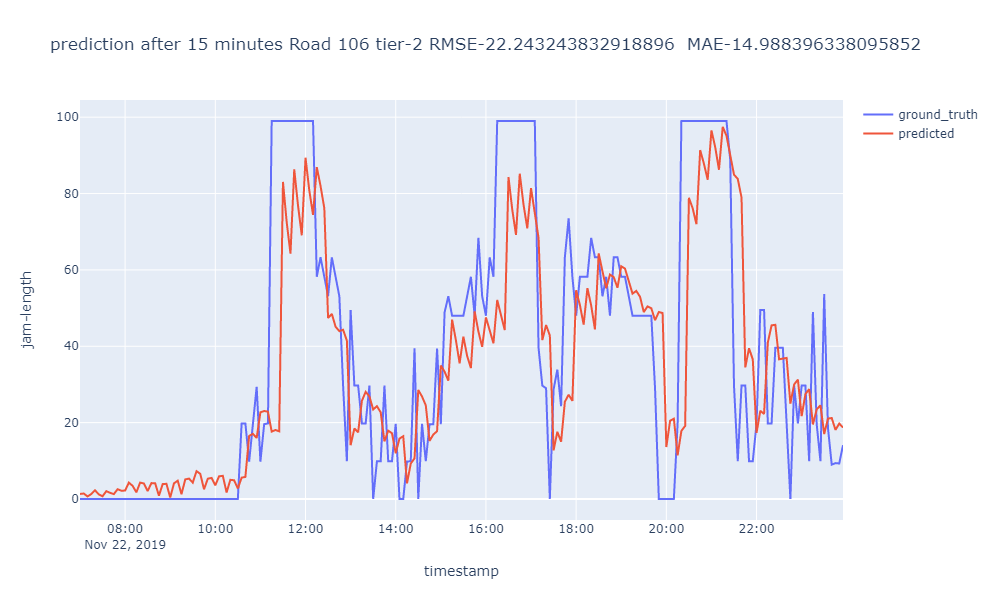 prediction after 15 minutes Road 106 tier-2 RMSE-22.243243832918896 MAE-14.988396338095852
ground_truth
predicted
100
80
60
40
20
0
jam-length
08:00 10:00 12:00 14:00 16:00 18:00 20:00 22:00
Nov 22, 2019
timestamp